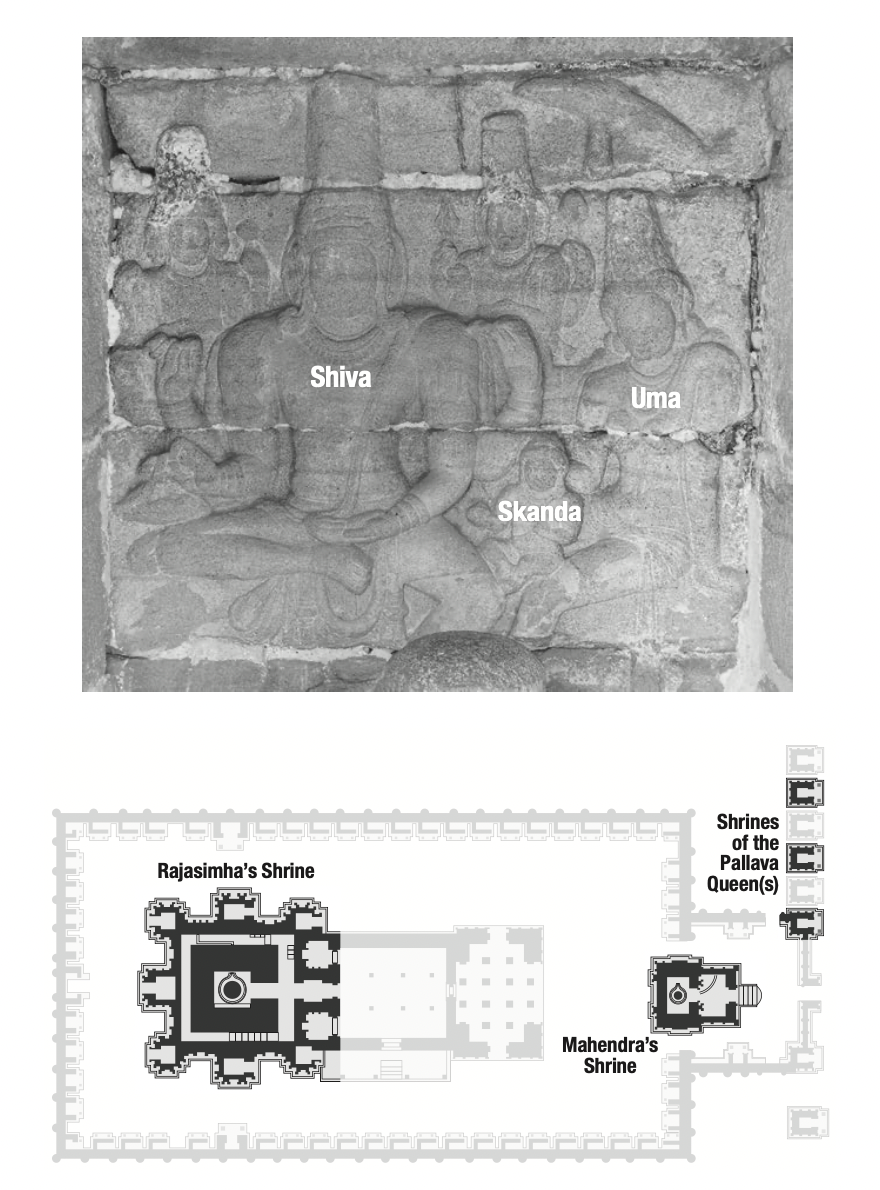 Shiva
Uma
Skanda
Rajasimha's Shrine
Shrines
of the
Pallava
Queen(s)
Mahendra's
Shrine